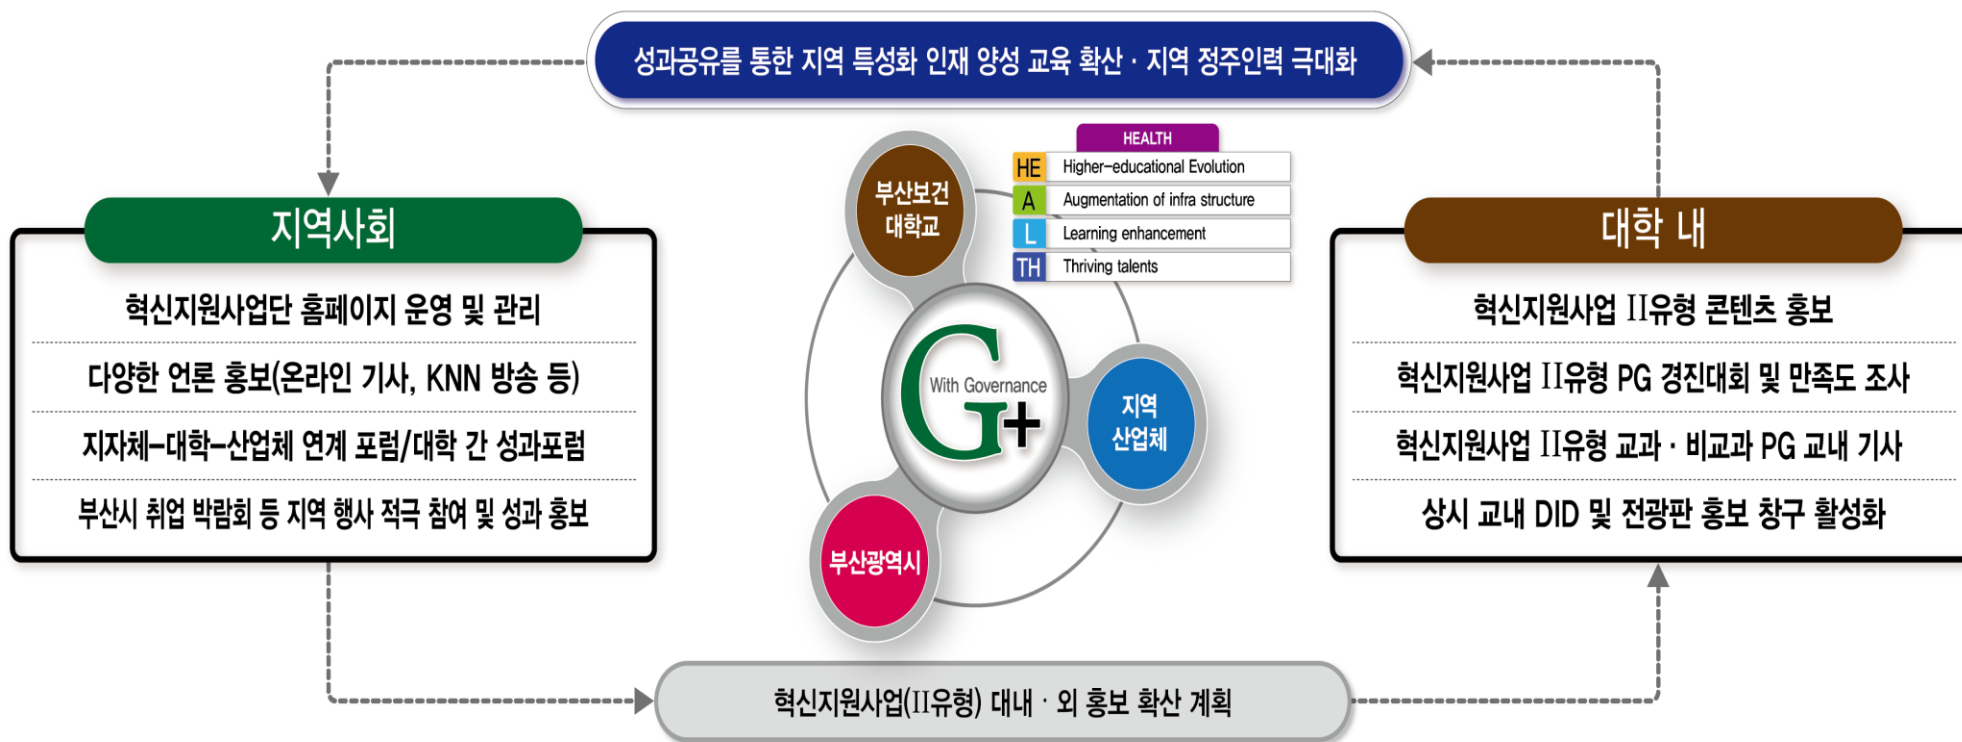 성과공유를 통한 지역 특성화 인재 양성 교육 확산 · 지역 정주인력 극대화
지역사회
혁신지원사업단 홈페이지 운영 및 관리
다양한 언론 홍보(온라인 기사, KNN 방송 등)
지자체-대학-산업체 연계 포럼/대학 간 성과포럼
부산시 취업 박람회 등 지역 행사 적극 참여 및 성과 홍보
부산보건
대학교
HEALTH
HE Higher-educational Evolution
A Augmentation of infra structure
L Learning enhancement
TH Thriving talents
G+
With Governance
지역
산업체
부산광역시
대학 내
혁신지원사업 II유형 콘텐츠 홍보
혁신지원사업 II유형 PG 경진대회 및 만족도 조사
혁신지원사업 II유형 교과 · 비교과 PG 교내 기사
상시 교내 DID 및 전광판 홍보 창구 활성화
혁신지원사업(II유형) 대내 · 외 홍보 확산 계획